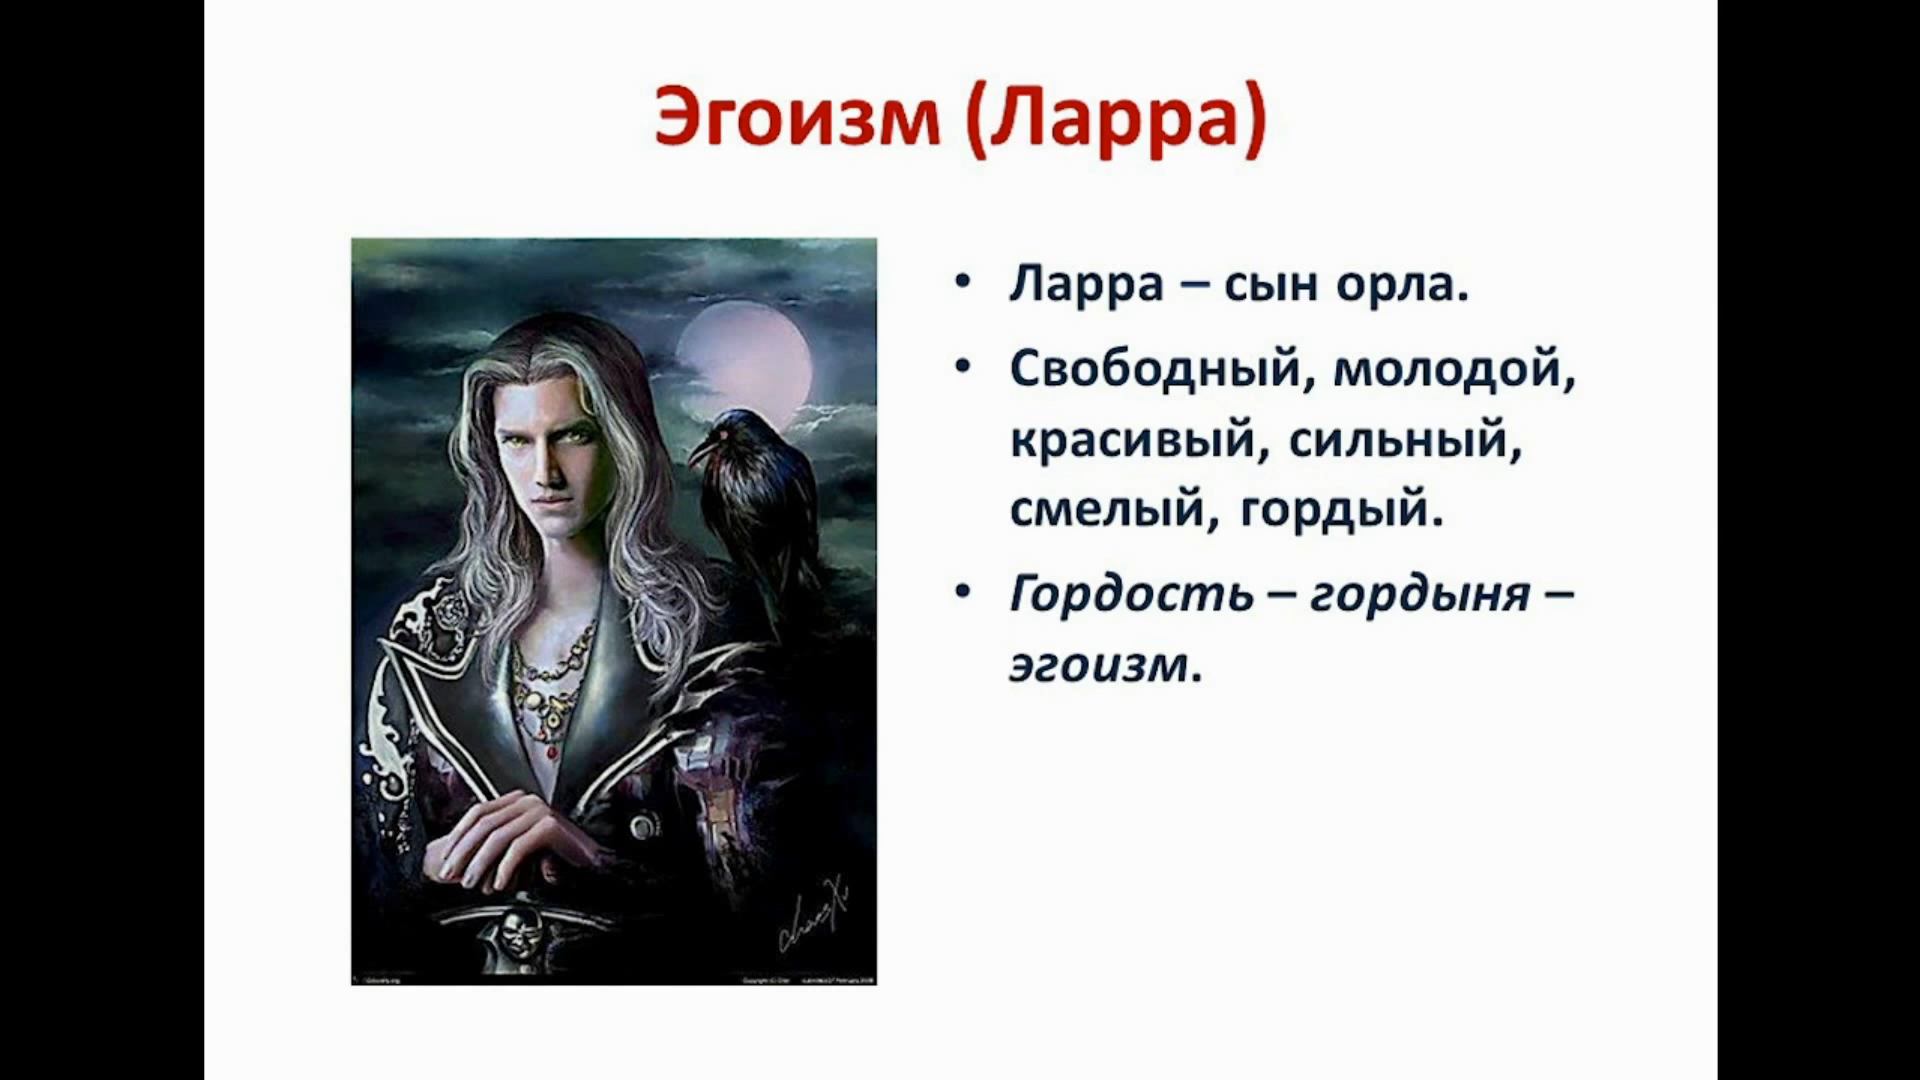 Эгоизм (Ларра)
• Ларра – сын орла.
• Свободный, молодой,
красивый, сильный,
смелый, гордый.
• Гордость – гордыня –
эгоизм.